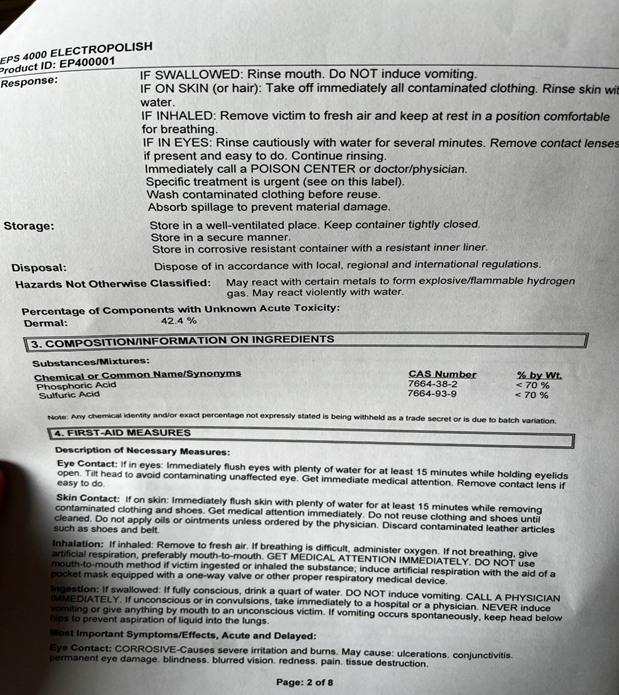 EPS 4000 ELECTROPOLISH
Product ID: EP400001
Response: IF SWALLOWED: Rinse mouth. Do NOT induce vomiting.
IF ON SKIN (or hair): Take off immediately all contaminated clothing. Rinse skin wit
water.
IF INHALED: Remove victim to fresh air and keep at rest in a position comfortable
for breathing.
IF IN EYES: Rinse cautiously with water for several minutes. Remove contact lenses
if present and easy to do. Continue rinsing.
Immediately call a POISON CENTER or doctor/physician.
Specific treatment is urgent (see on this label).
Wash contaminated clothing before reuse.
Absorb spillage to prevent material damage.
Storage: Store in a well-ventilated place. Keep container tightly closed.
Store in a secure manner.
Store in corrosive resistant container with a resistant inner liner.
Disposal: Dispose of in accordance with local, regional and international regulations.
Hazards Not Otherwise Classified: May react with certain metals to form explosive/flammable hydrogen
gas. May react violently with water.
Percentage of Components with Unknown Acute Toxicity:
Dermal: 42.4 %
3. COMPOSITION/INFORMATION ON INGREDIENTS
Substances/Mixtures:
Chemical or Common Name/Synonyms CAS Number % by Wt.
Phosphoric Acid 7664-38-2 < 70 %
Sulfuric Acid 7664-93-9 < 70 %
Note: Any chemical identity and/or exact percentage not expressly stated is being withheld as a trade secret or is due to batch variation.
4. FIRST-AID MEASURES
Description of Necessary Measures:
Eye Contact: If in eyes: Immediately flush eyes with plenty of water for at least 15 minutes while holding eyelids
open. Tilt head to avoid contaminating unaffected eye. Get immediate medical attention. Remove contact lens if
easy to do.
Skin Contact: If on skin: Immediately flush skin with plenty of water for at least 15 minutes while removing
contaminated clothing and shoes. Get medical attention immediately. Do not reuse clothing and shoes until
cleaned. Do not apply oils or ointments unless ordered by the physician. Discard contaminated leather articles
such as shoes and belt.
Inhalation: If inhaled: Remove to fresh air. If breathing is difficult, administer oxygen. If not breathing, give
artificial respiration, preferably mouth-to-mouth. GET MEDICAL ATTENTION IMMEDIATELY. DO NOT use
mouth-to-mouth method if victim ingested or inhaled the substance; induce artificial respiration with the aid of a
pocket mask equipped with a one-way valve or other proper respiratory medical device.
Ingestion: If swallowed: If fully conscious, drink a quart of water. DO NOT induce vomiting. CALL A PHYSICIAN
IMMEDIATELY. If unconscious or in convulsions, take immediately to a hospital or a physician. NEVER induce
vomiting or give anything by mouth to an unconscious victim. If vomiting occurs spontaneously, keep head below
hips to prevent aspiration of liquid into the lungs.
Most Important Symptoms/Effects, Acute and Delayed:
Eye Contact: CORROSIVE-Causes severe irritation and burns. May cause: ulcerations. conjunctivitis.
permanent eye damage. blindness. blurred vision. redness. pain. tissue destruction.
Page: 2 of 8